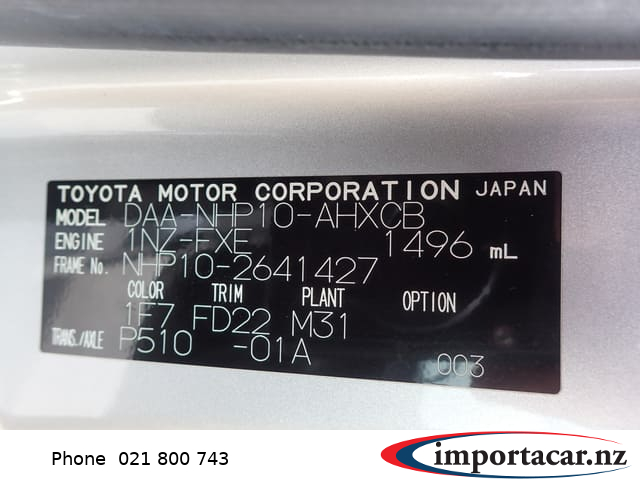 TOYOTA MOTOR CORPORATION JAPAN
MODEL DAA-NHP10-AHXCB
ENGINE 1NZ-FXE 1496 mL
FRAME No. NHP10-2641427
COLOR TRIM PLANT OPTION
1F7 FD22 M31
TRANS./AXLE P510 -01A 003
Phone 021 800 743
importacar.nz